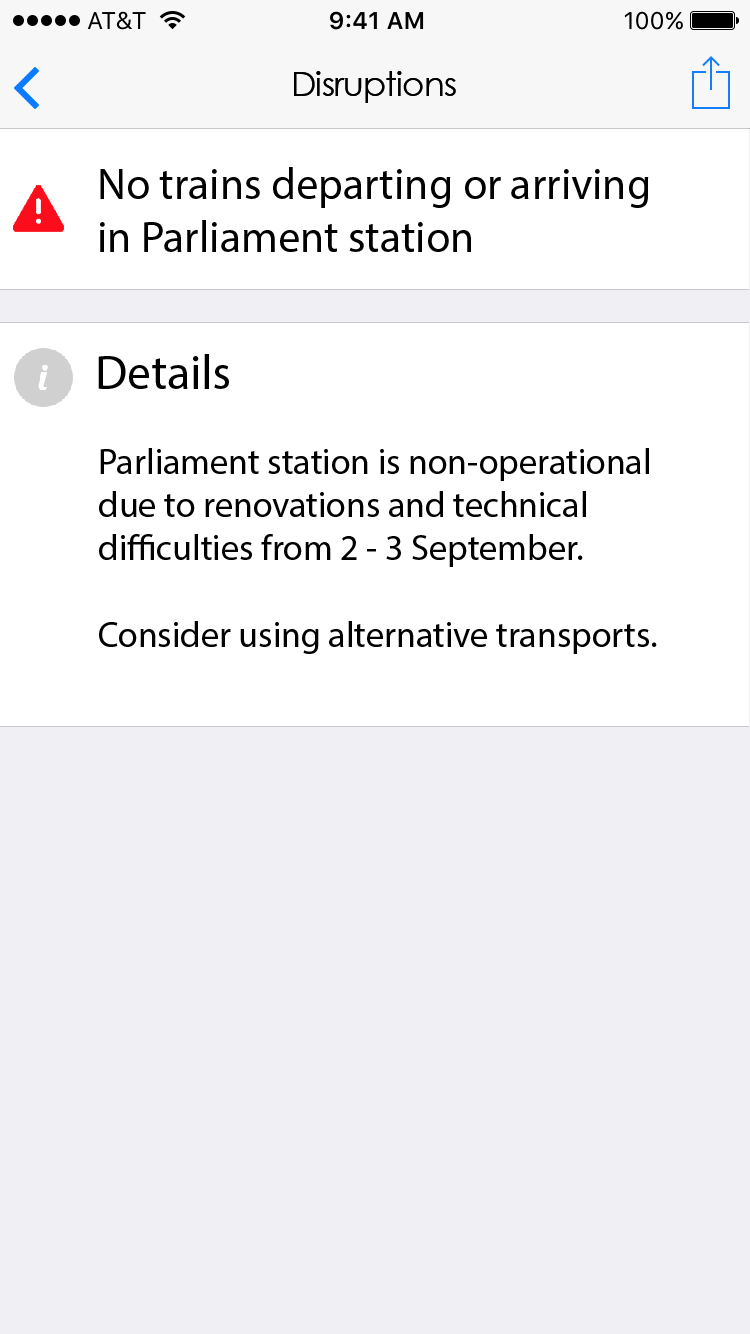 AT&T 9:41 AM 100%
Disruptions
No trains departing or arriving
in Parliament station
i Details
Parliament station is non-operational
due to renovations and technical
difficulties from 2 - 3 September.
Consider using alternative transports.